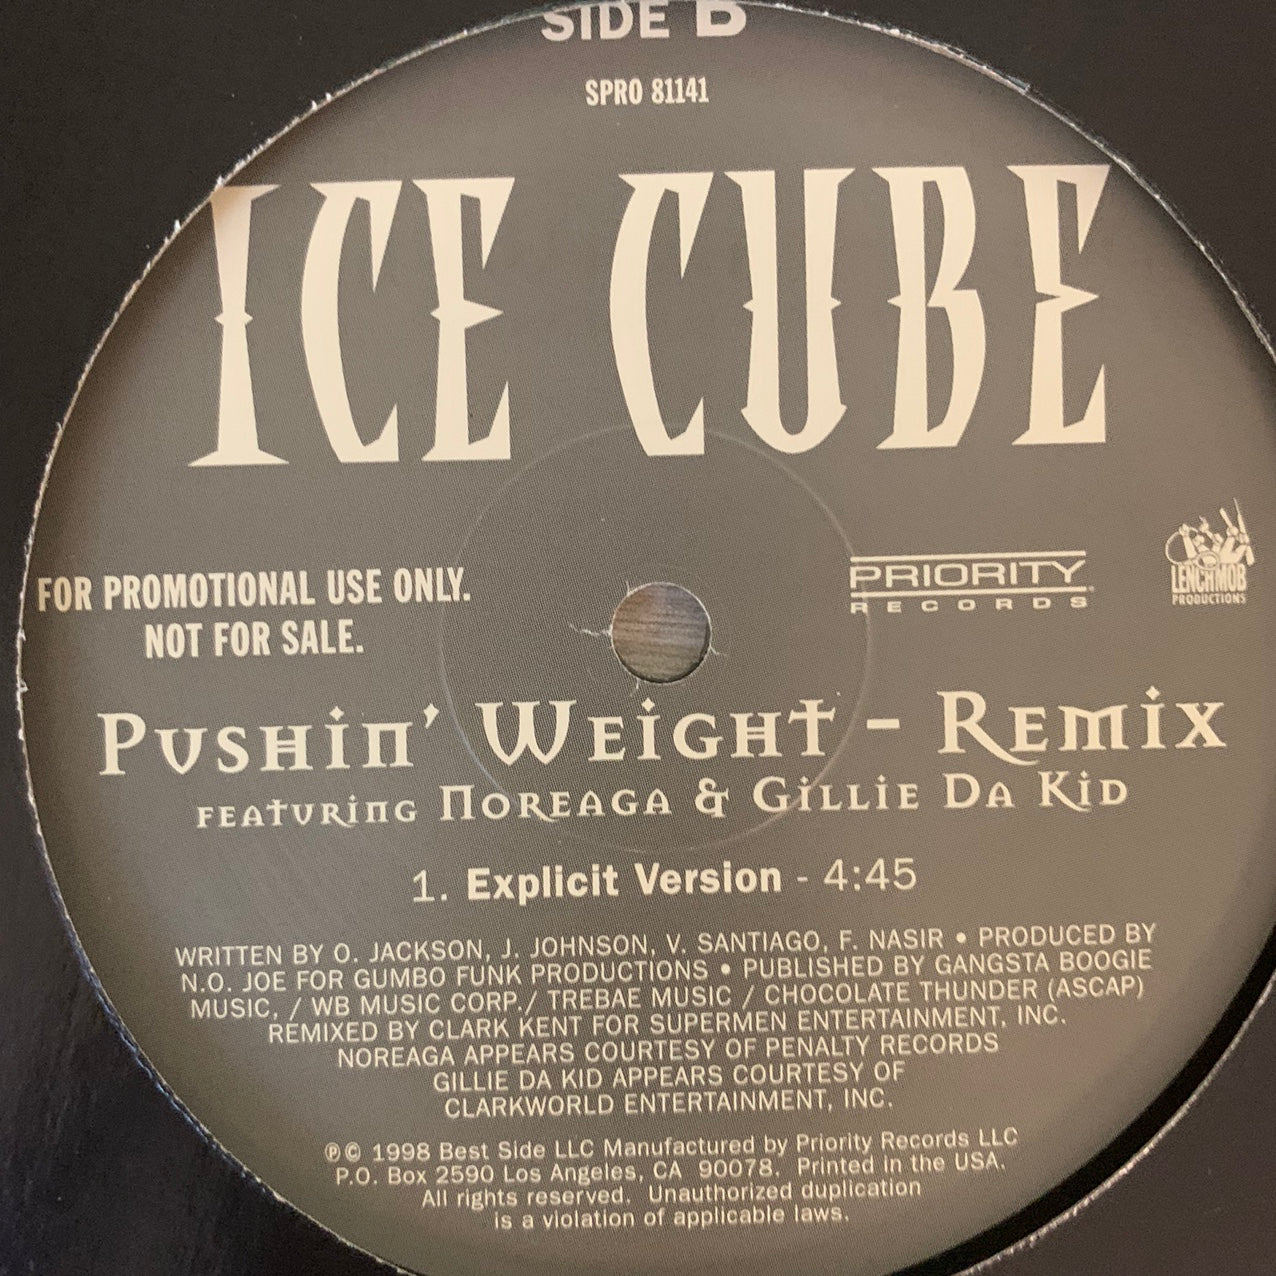 SIDE B
SPRO 81141
ICE CUBE
FOR PROMOTIONAL USE ONLY.
NOT FOR SALE.
PRIORITY
RECORDS
LENCHMOB
PRODUCTIONS
PUSHiN' WEiGHT - REMiX
FEATURiNG NOREAGA & GiLLiE DA KiD
1. Explicit Version - 4:45
WRITTEN BY O. JACKSON, J. JOHNSON, V. SANTIAGO, F. NASIR • PRODUCED BY
N.O. JOE FOR GUMBO FUNK PRODUCTIONS • PUBLISHED BY GANGSTA BOOGIE
MUSIC, / WB MUSIC CORP./ TREBAE MUSIC / CHOCOLATE THUNDER (ASCAP)
REMIXED BY CLARK KENT FOR SUPERMEN ENTERTAINMENT, INC.
NOREAGA APPEARS COURTESY OF PENALTY RECORDS
GILLIE DA KID APPEARS COURTESY OF
CLARKWORLD ENTERTAINMENT, INC.
℗© 1998 Best Side LLC Manufactured by Priority Records LLC
P.O. Box 2590 Los Angeles, CA 90078. Printed in the USA.
All rights reserved. Unauthorized duplication
is a violation of applicable laws.